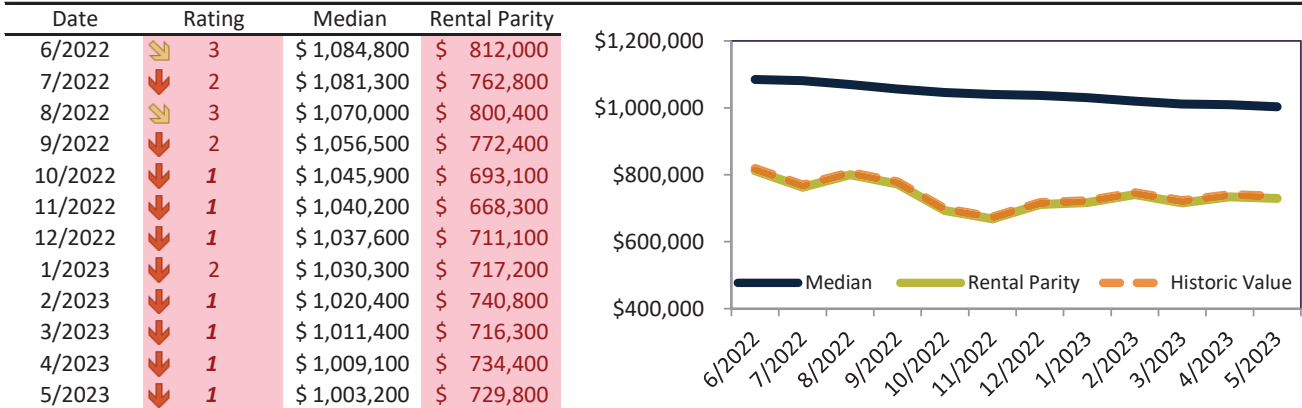 Date Rating Median Rental Parity
6/2022 3 $ 1,084,800 $ 812,000
7/2022 2 $ 1,081,300 $ 762,800
8/2022 3 $ 1,070,000 $ 800,400
9/2022 2 $ 1,056,500 $ 772,400
10/2022 1 $ 1,045,900 $ 693,100
11/2022 1 $ 1,040,200 $ 668,300
12/2022 1 $ 1,037,600 $ 711,100
1/2023 2 $ 1,030,300 $ 717,200
2/2023 1 $ 1,020,400 $ 740,800
3/2023 1 $ 1,011,400 $ 716,300
4/2023 1 $ 1,009,100 $ 734,400
5/2023 1 $ 1,003,200 $ 729,800
$1,200,000
$1,000,000
$800,000
$600,000
$400,000
Median Rental Parity Historic Value
6/2022 7/2022 8/2022 9/2022 10/2022 11/2022 12/2022 1/2023 2/2023 3/2023 4/2023 5/2023